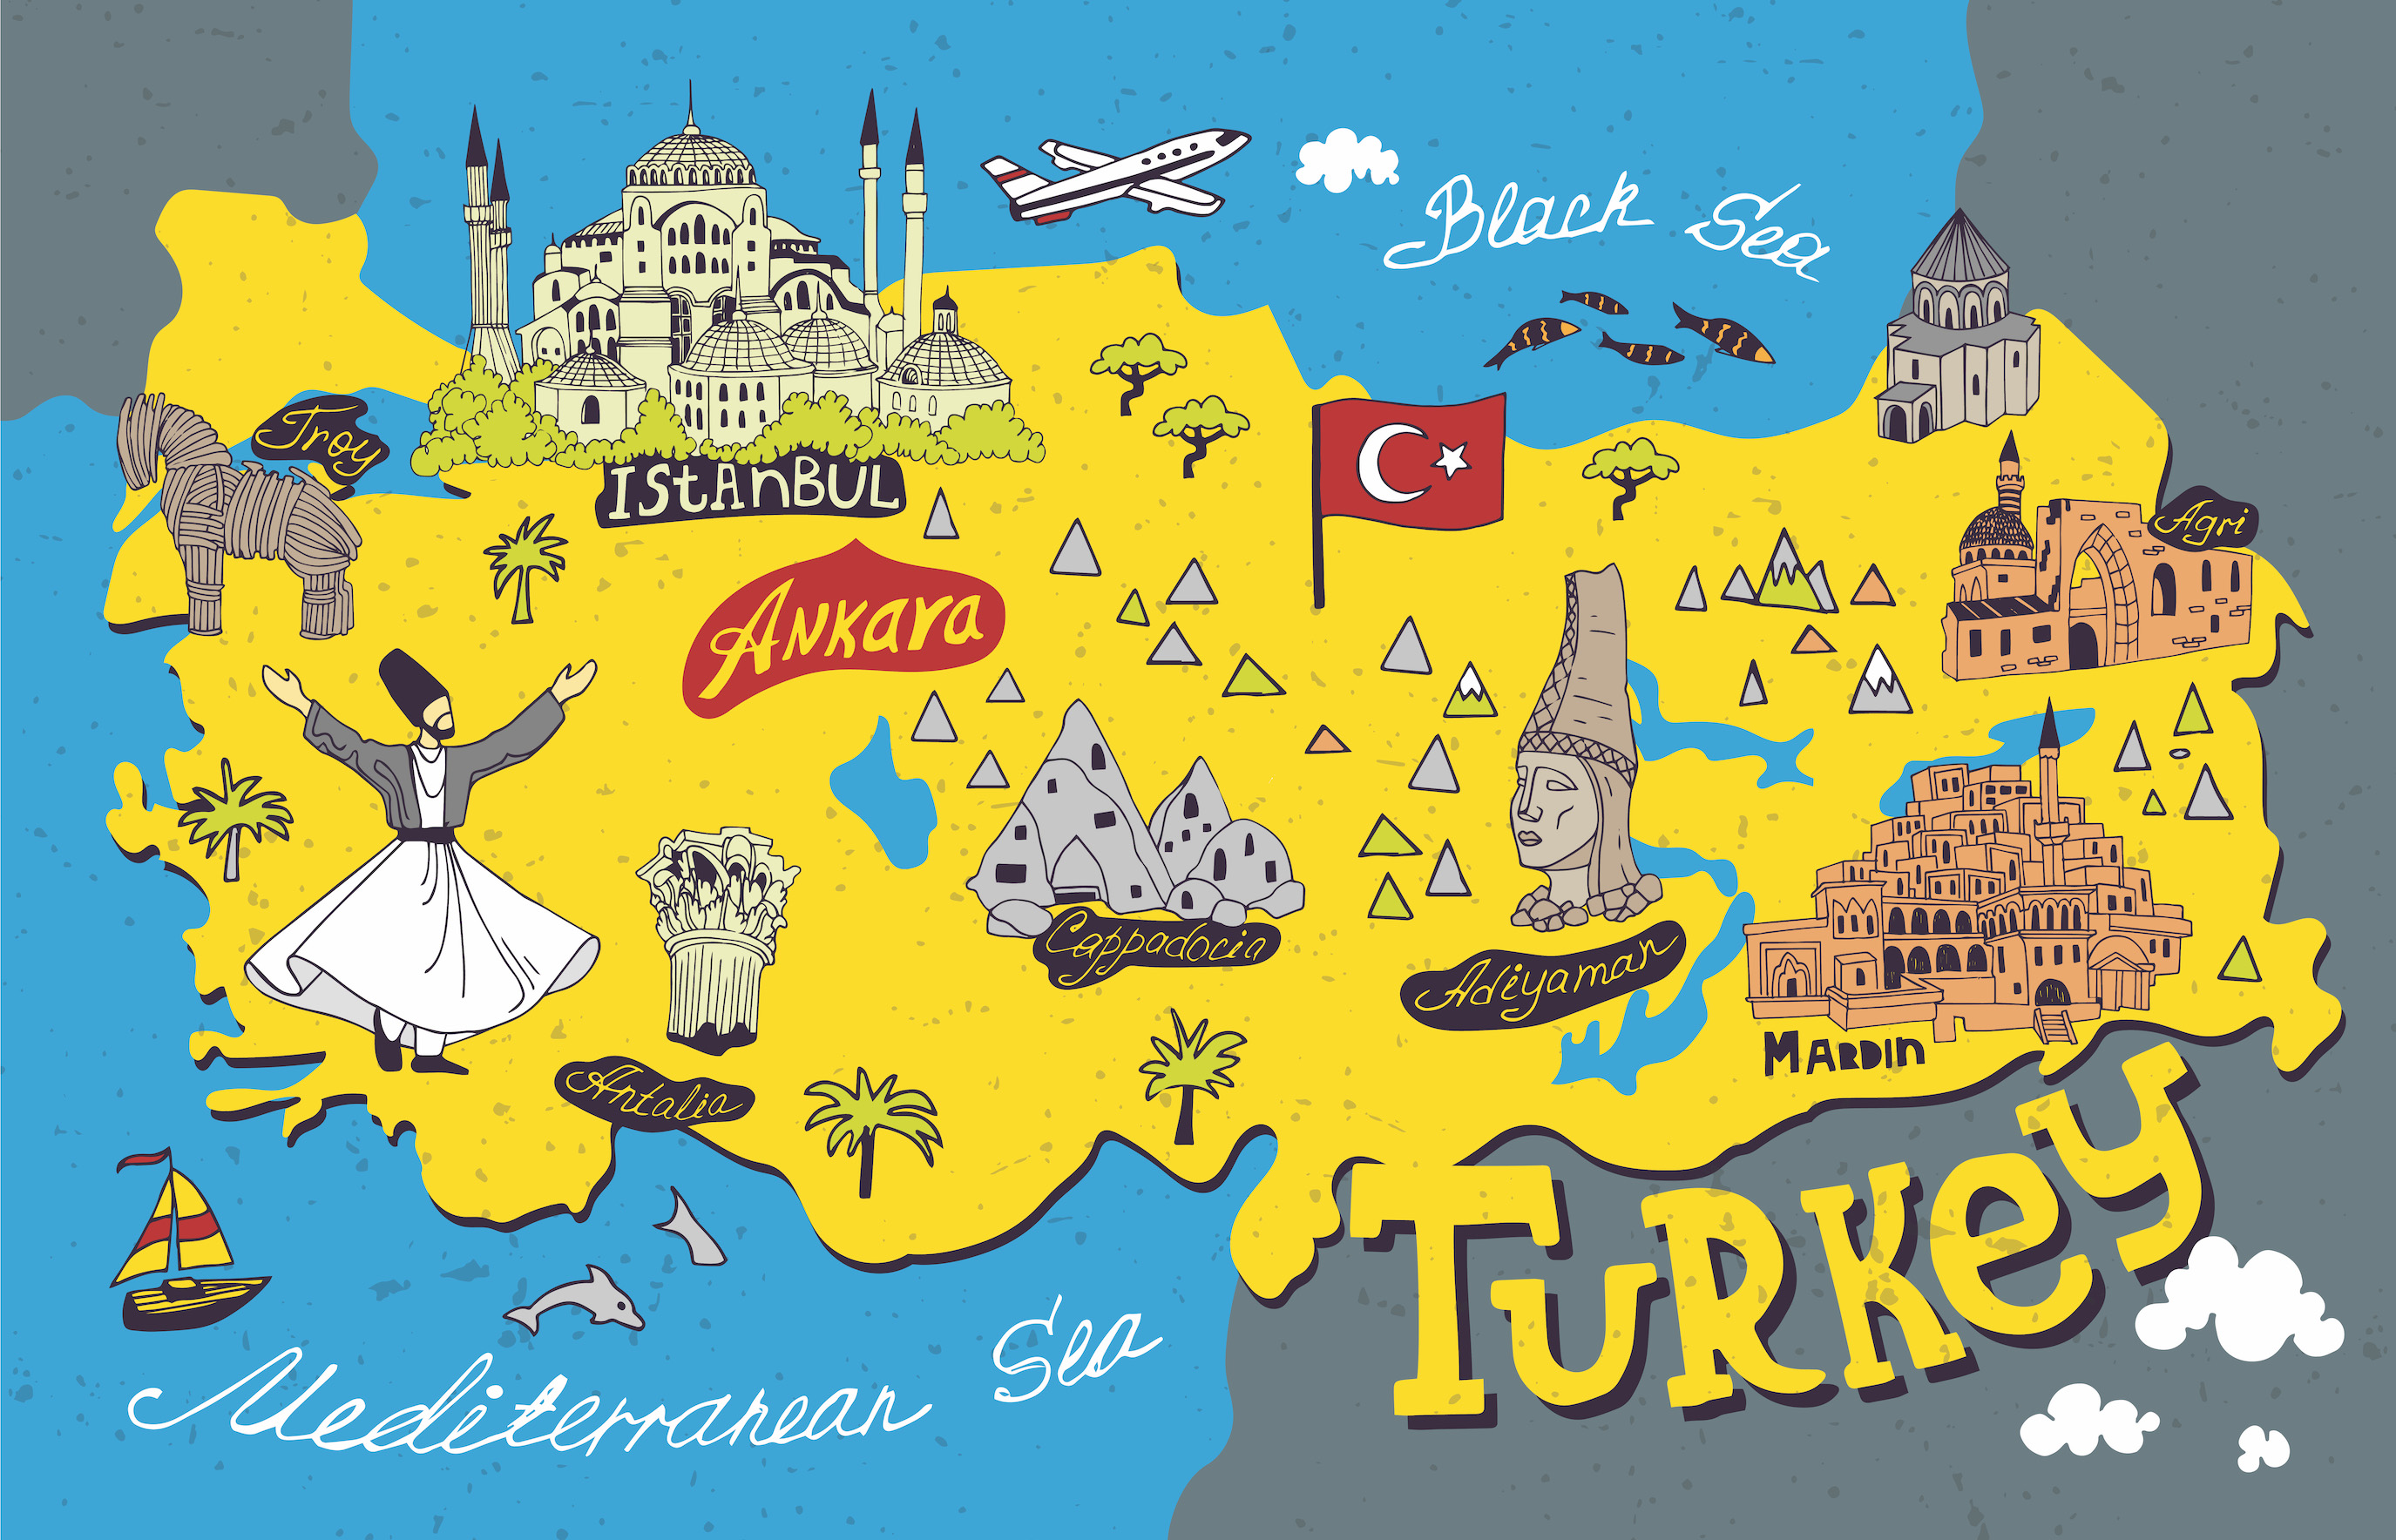 Black Sea
Troy
ISTANBUL
Agri
ANKara
Cappadocia
Adiyaman
MARDIN
Antalia
TURKey
Mediterranean Sea